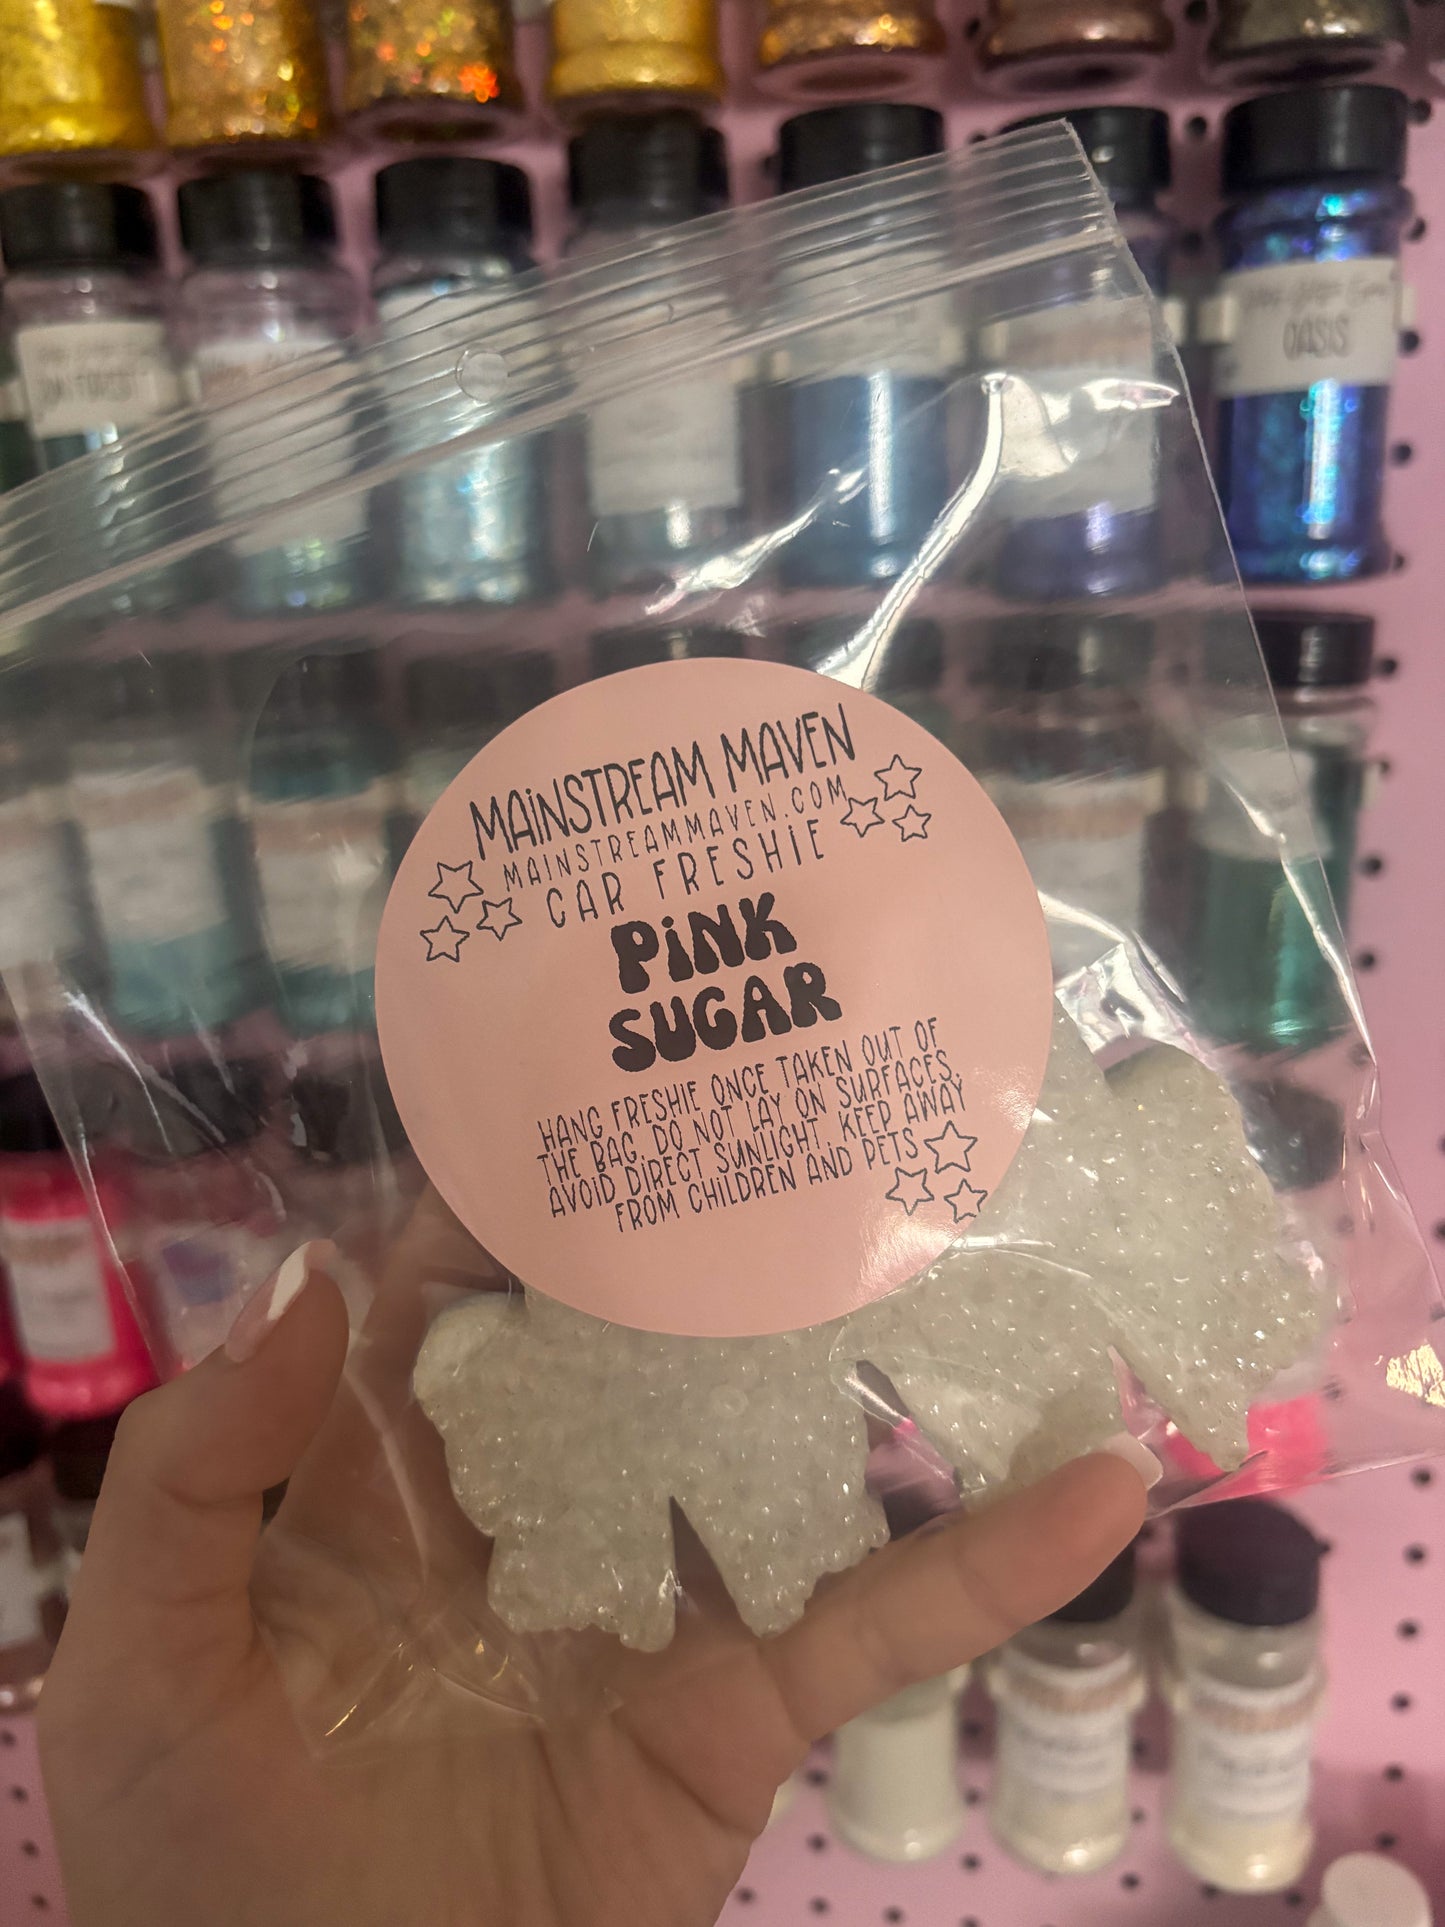 OASIS
MAiNSTREAM MAVEN
MAINSTREAMMAVEN.COM
CAR FRESHiE
PiNK
SUGAR
HANG FRESHIE ONCE TAKEN OUT OF
THE BAG. DO NOT LAY ON SURFACES.
AVOID DIRECT SUNLIGHT. KEEP AWAY
FROM CHILDREN AND PETS